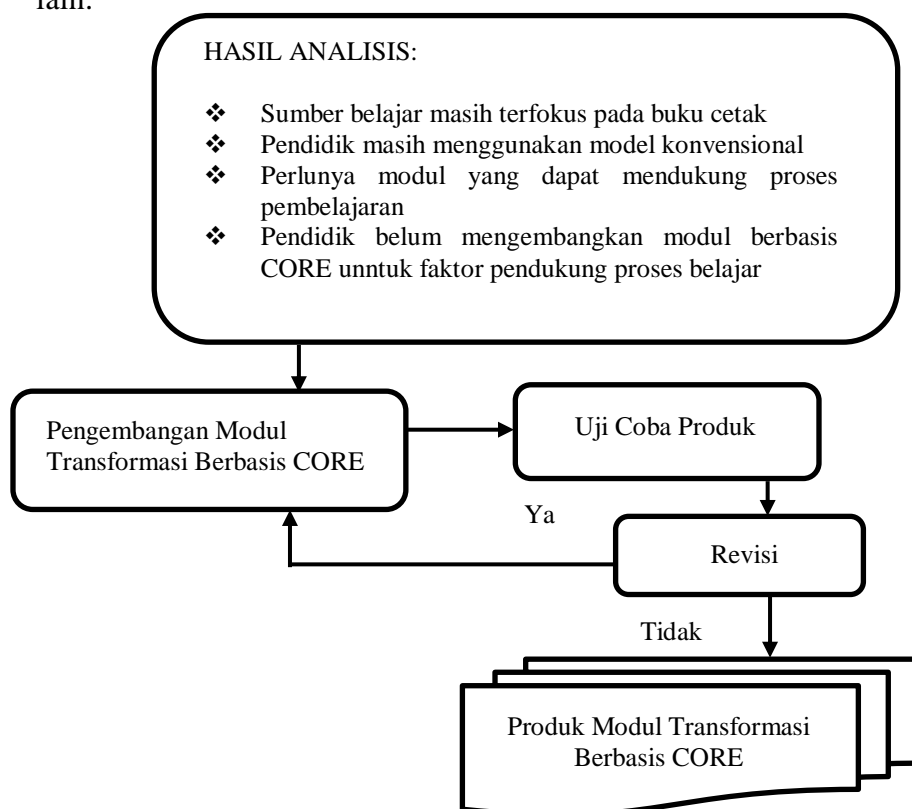 lain.
HASIL ANALISIS:
❖ Sumber belajar masih terfokus pada buku cetak
❖ Pendidik masih menggunakan model konvensional
❖ Perlunya modul yang dapat mendukung proses
pembelajaran
❖ Pendidik belum mengembangkan modul berbasis
CORE unntuk faktor pendukung proses belajar
Pengembangan Modul
Transformasi Berbasis CORE
Uji Coba Produk
Ya
Revisi
Tidak
Produk Modul Transformasi
Berbasis CORE